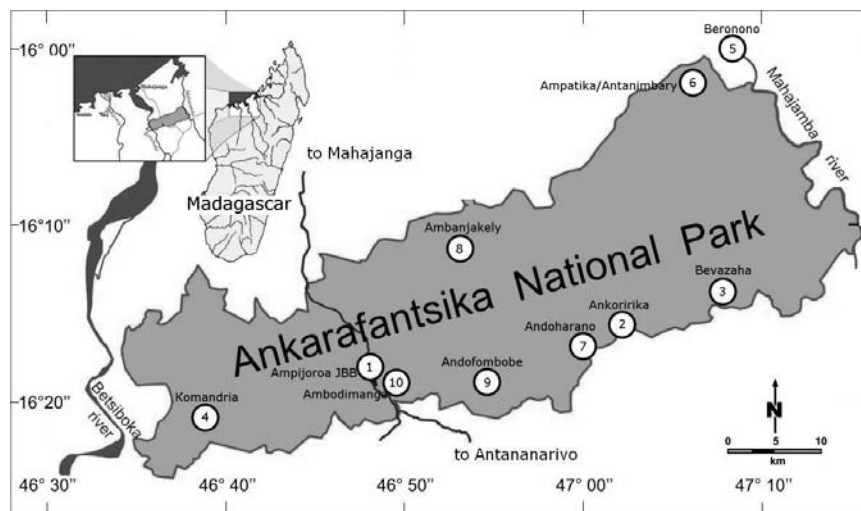 16° 00”
16° 10”
16° 20”
Beronono
5
6
Ampatika/Antanimbary
Mahajamba
river
to Mahajanga
Madagascar
Ambanjakely
8
Ankarafantsika National Park
Bevazaha
3
Ankoririka
2
Andoharano
7
Ampijoroa JBB
1
Andofombobe
9
Ambodimanga
10
Komandria
4
Betsiboka
river
to Antananarivo
N
0 5 10
km
46° 30” 46° 40” 46° 50” 47° 00” 47° 10”